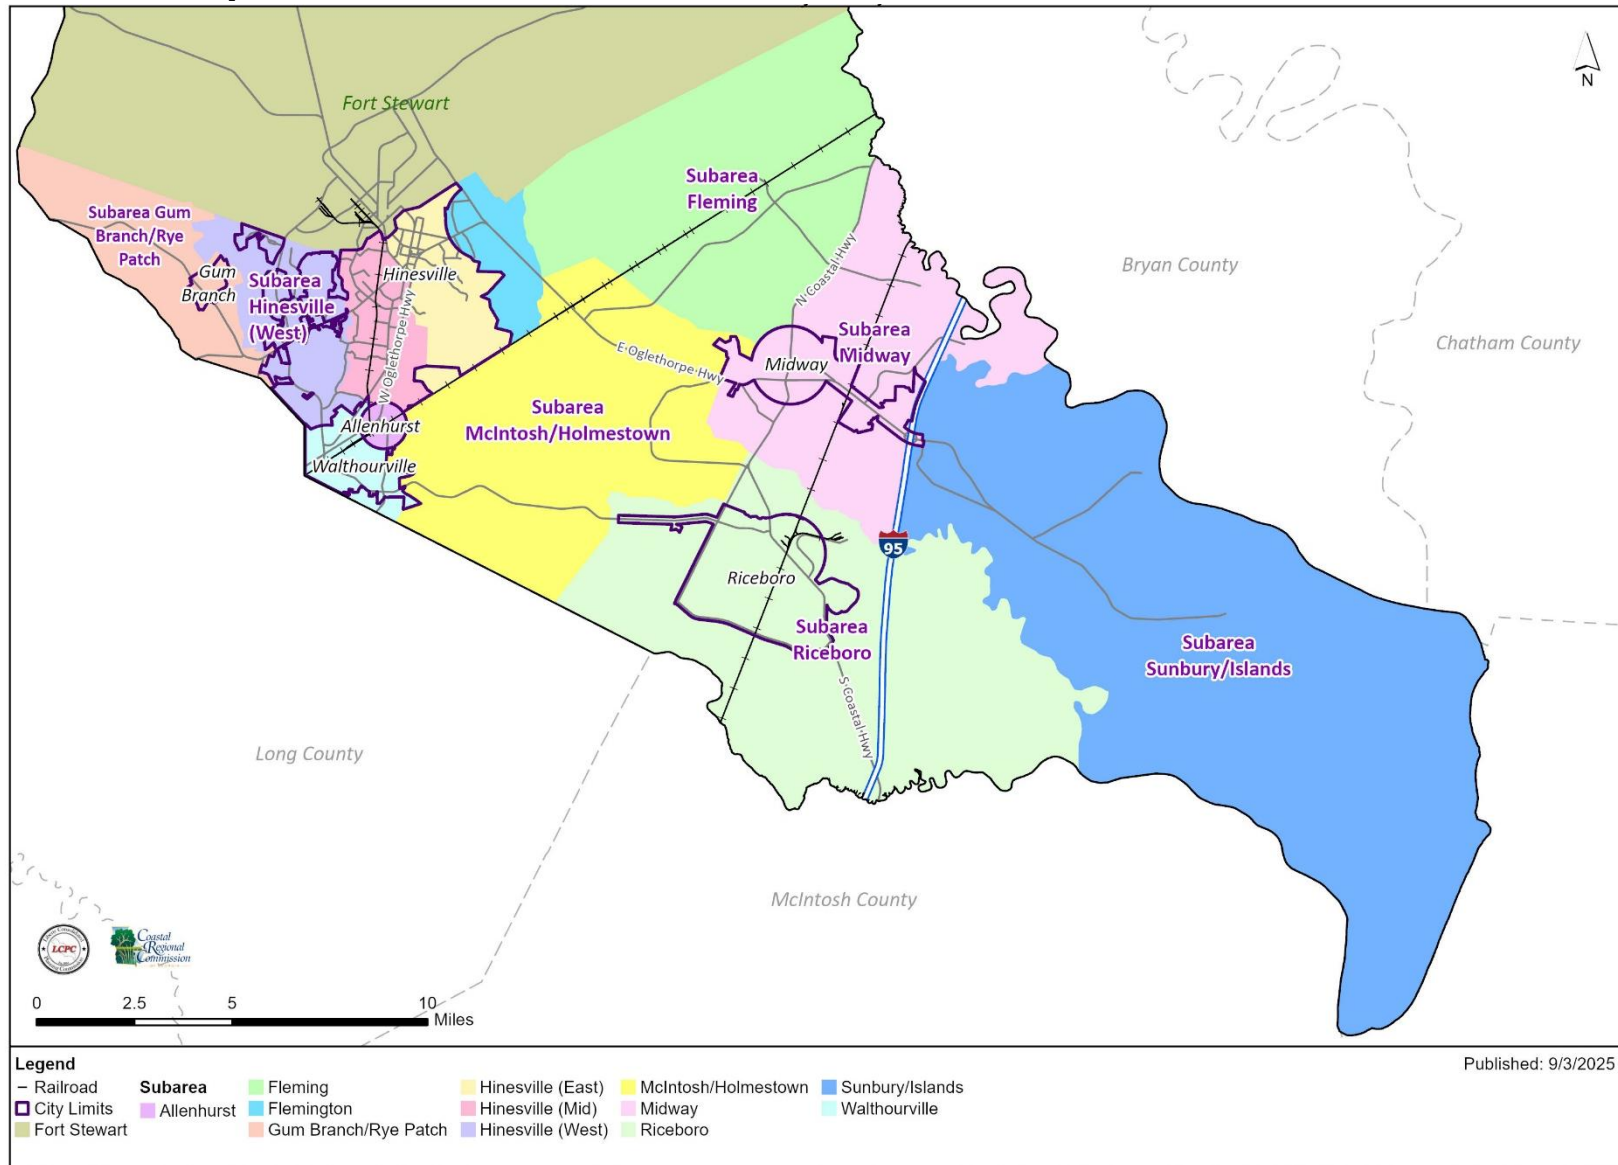 Fort Stewart
N
Subarea
Fleming
Subarea Gum
Branch/Rye
Patch
Gum
Branch
Subarea
Hinesville
(West)
Hinesville
W Oglethorpe Hwy
N Coastal Hwy
Bryan County
Chatham County
Subarea
Midway
Midway
E Oglethorpe Hwy
Subarea
McIntosh/Holmestown
Allenhurst
Walthourville
95
Riceboro
Subarea
Riceboro
S Coastal Hwy
Subarea
Sunbury/Islands
Long County
McIntosh County
LCPC
Coastal
Regional
Commission
0 2.5 5 10
Miles
Legend
Published: 9/3/2025
Railroad
City Limits
Fort Stewart
Subarea
Allenhurst
Fleming
Flemington
Gum Branch/Rye Patch
Hinesville (East)
Hinesville (Mid)
Hinesville (West)
McIntosh/Holmestown
Midway
Riceboro
Sunbury/Islands
Walthourville